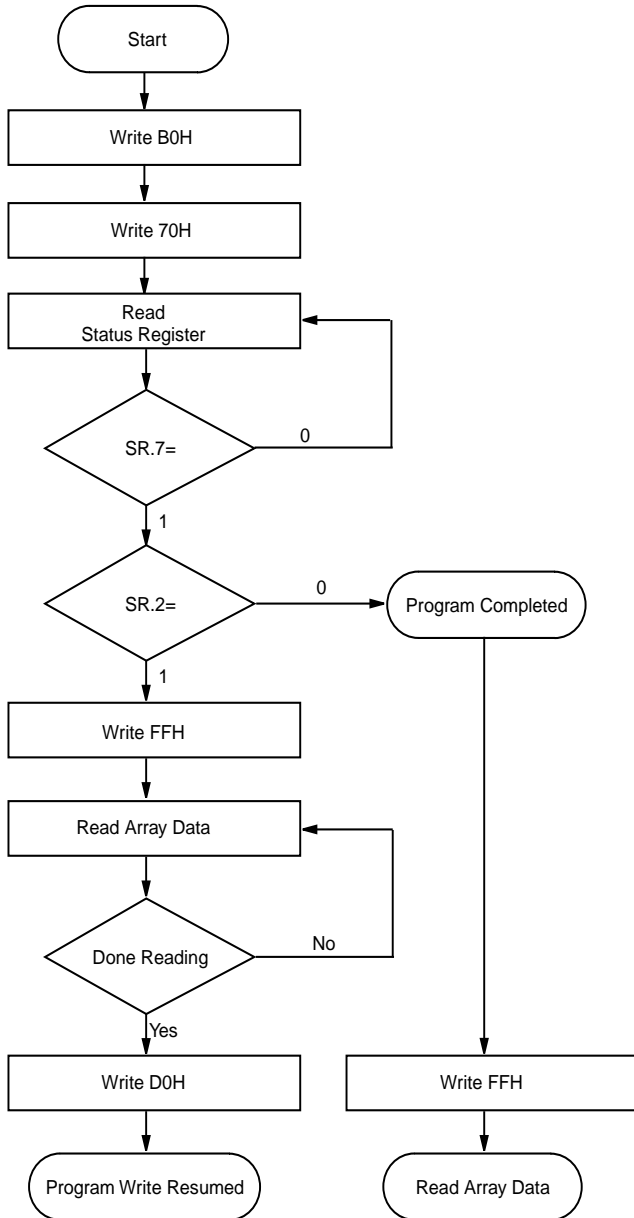 Start
Write B0H
Write 70H
Read
Status Register
SR.7=
0
1
SR.2=
0
Program Completed
1
Write FFH
Read Array Data
Done Reading
No
Yes
Write D0H
Write FFH
Program Write Resumed
Read Array Data